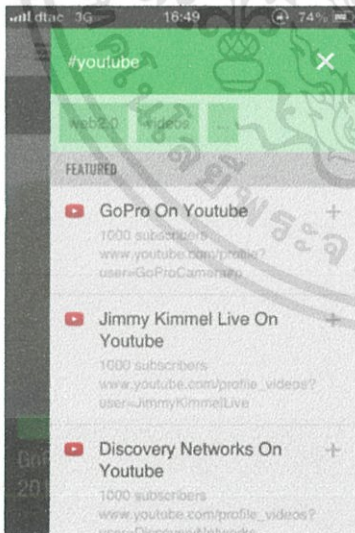 dtac 3G 16:49 74%
#youtube
web2.0 videos ...
FEATURED
GoPro On Youtube
1000 subscribers
www.youtube.com/profile?
user=GoProCamera
Jimmy Kimmel Live On
Youtube
1000 subscribers
www.youtube.com/profile_videos?
user=JimmyKimmelLive
Discovery Networks On
Youtube
1000 subscribers
www.youtube.com/profile_videos?